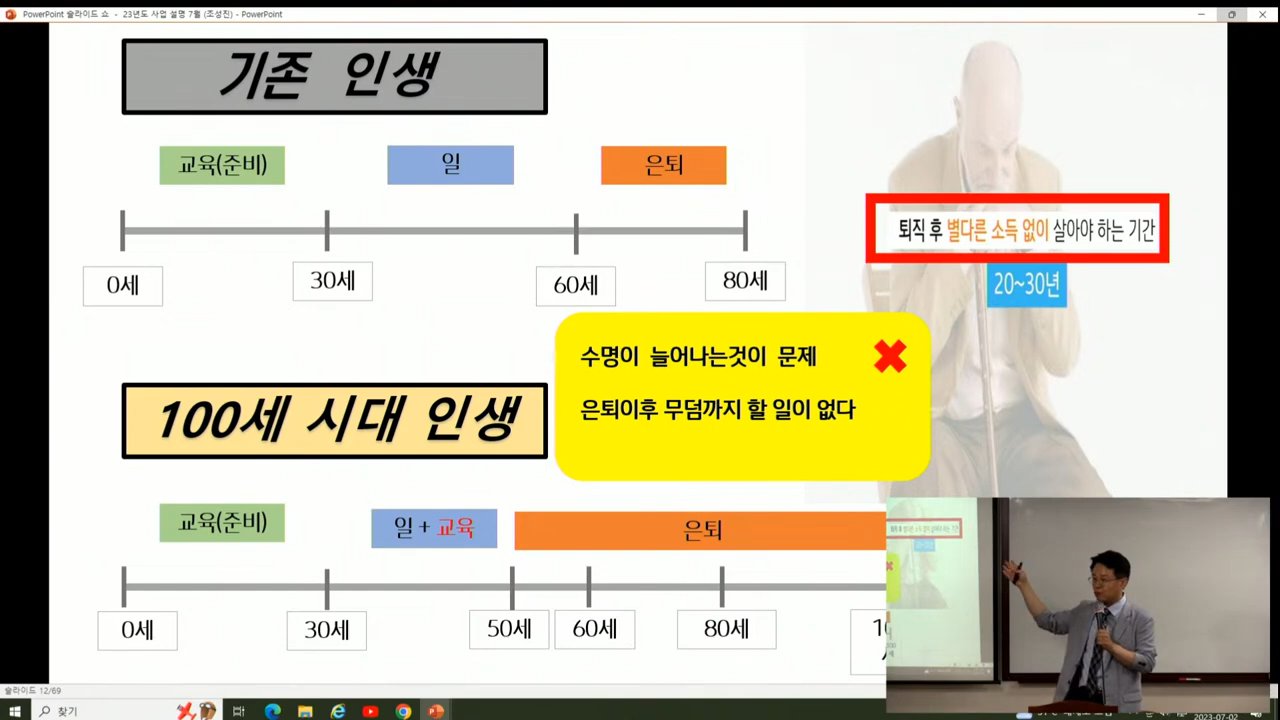 PowerPoint 슬라이드 쇼 - 23년도 사업 설명 7월 (조성진) - PowerPoint
기존 인생
교육(준비)
일
은퇴
0세
30세
60세
80세
퇴직 후 별다른 소득 없이 살아야 하는 기간
20~30년
수명이 늘어나는것이 문제
은퇴이후 무덤까지 할 일이 없다
100세 시대 인생
교육(준비)
일 + 교육
은퇴
0세
30세
50세
60세
80세
10
슬라이드 12/69
찾기
2023-07-02